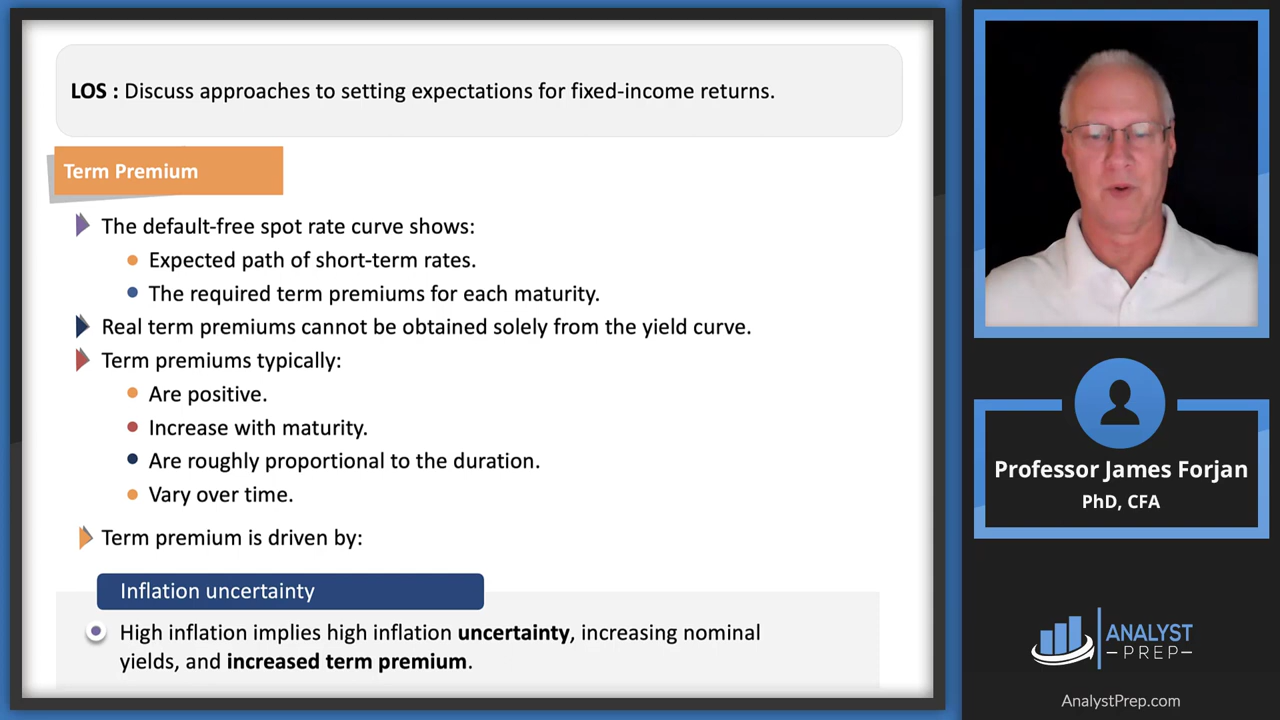 LOS : Discuss approaches to setting expectations for fixed-income returns.
Term Premium
The default-free spot rate curve shows:
Expected path of short-term rates.
The required term premiums for each maturity.
Real term premiums cannot be obtained solely from the yield curve.
Term premiums typically:
Are positive.
Increase with maturity.
Are roughly proportional to the duration.
Vary over time.
Term premium is driven by:
Inflation uncertainty
High inflation implies high inflation uncertainty, increasing nominal
yields, and increased term premium.
Professor James Forjan
PhD, CFA
ANALYST
PREP
AnalystPrep.com